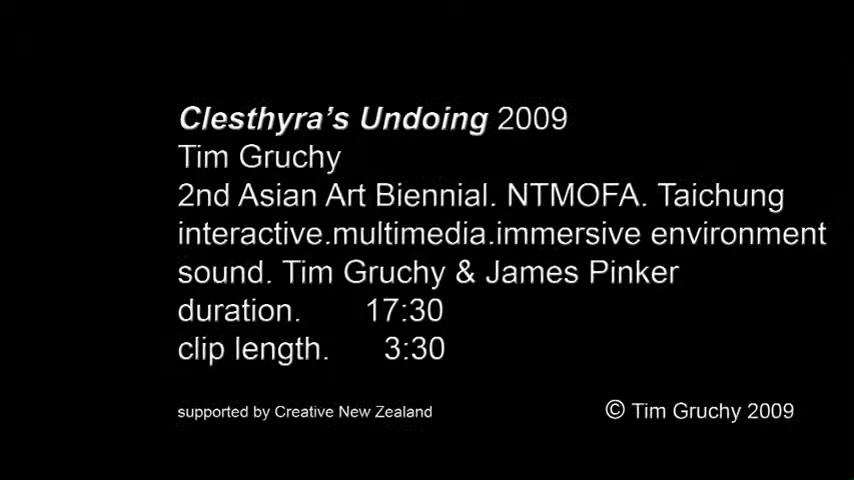 Clesthyra’s Undoing 2009
Tim Gruchy
2nd Asian Art Biennial. NTMOFA. Taichung
interactive.multimedia.immersive environment
sound. Tim Gruchy & James Pinker
duration. 17:30
clip length. 3:30
supported by Creative New Zealand
© Tim Gruchy 2009